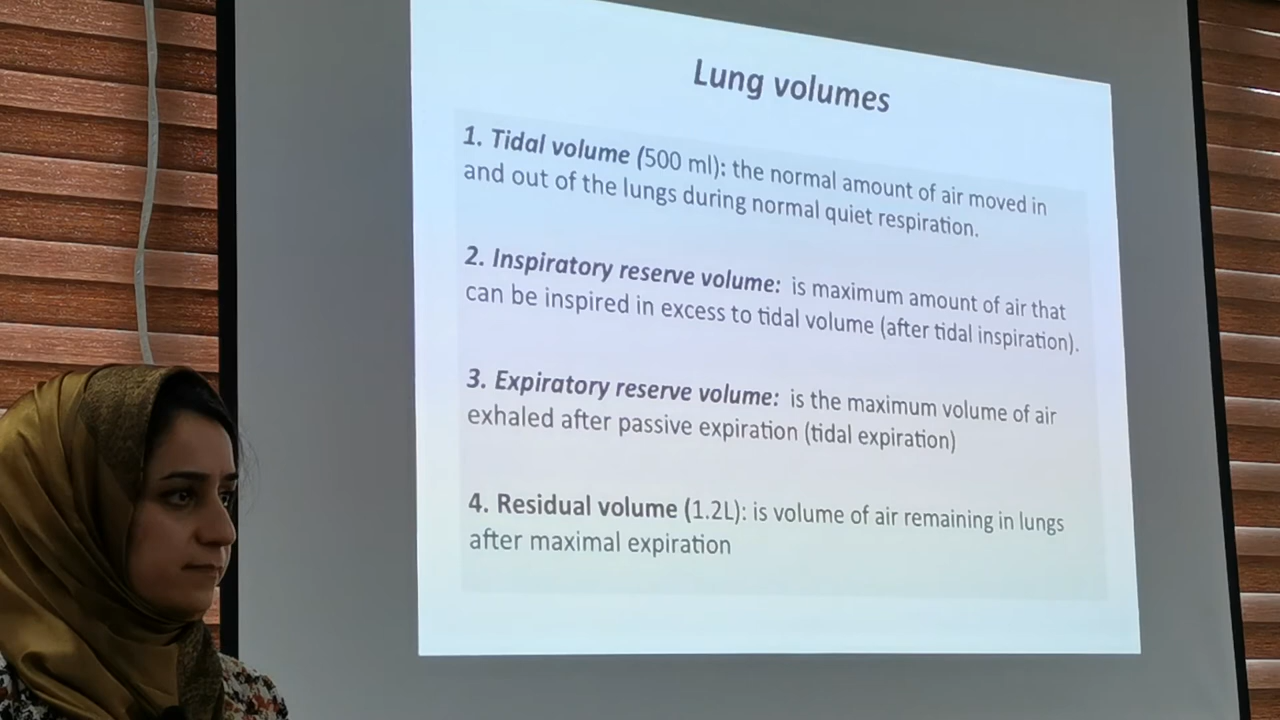 Lung volumes
1. Tidal volume (500 ml): the normal amount of air moved in
and out of the lungs during normal quiet respiration.
2. Inspiratory reserve volume: is maximum amount of air that
can be inspired in excess to tidal volume (after tidal inspiration).
3. Expiratory reserve volume: is the maximum volume of air
exhaled after passive expiration (tidal expiration)
4. Residual volume (1.2L): is volume of air remaining in lungs
after maximal expiration